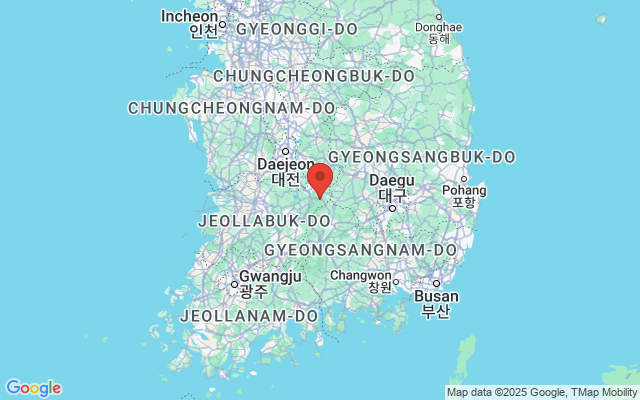 Incheon
인천
GYEONGGI-DO
Donghae
동해
CHUNGCHEONGBUK-DO
CHUNGCHEONGNAM-DO
Daejeon
대전
GYEONGSANGBUK-DO
Daegu
대구
Pohang
포항
JEOLLABUK-DO
GYEONGSANGNAM-DO
Gwangju
광주
Changwon
창원
Busan
부산
JEOLLANAM-DO
Google
Map data ©2025 Google, TMap Mobility